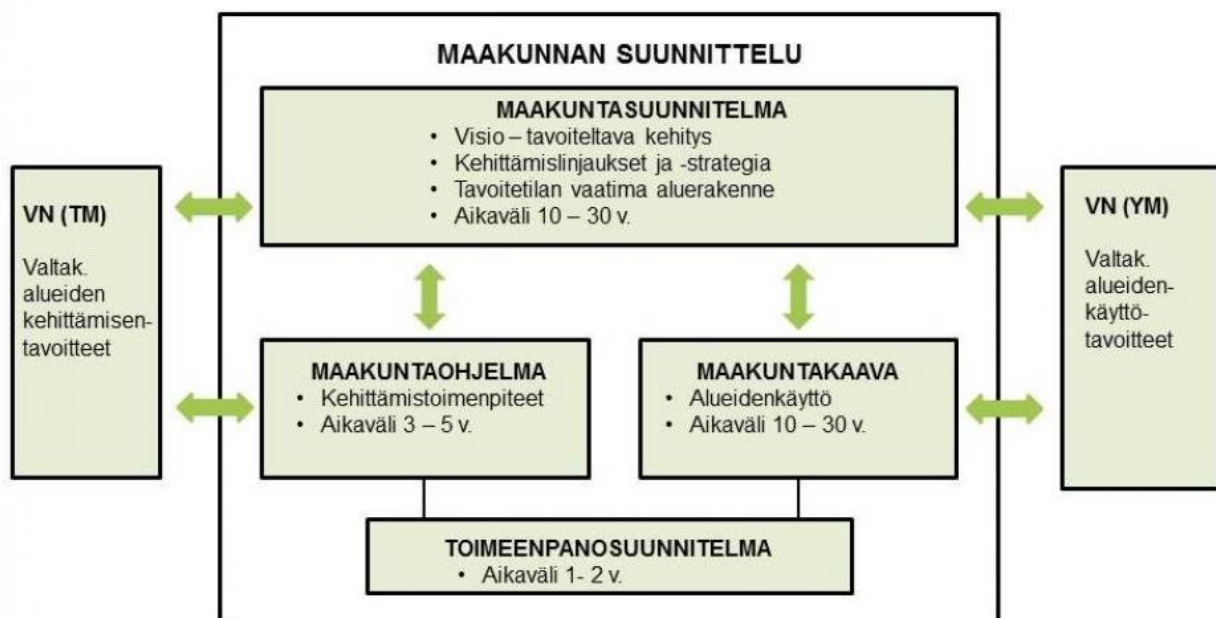 MAAKUNNAN SUUNNITTELU
MAAKUNTASUUNNITELMA
• Visio – tavoiteltava kehitys
• Kehittämislinjaukset ja -strategia
• Tavoitetilan vaatima aluerakenne
• Aikaväli 10 – 30 v.
VN (TM)
Valtak.
alueiden
kehittämisen-
tavoitteet
VN (YM)
Valtak.
alueiden-
käyttö-
tavoitteet
MAAKUNTAOHJELMA
• Kehittämistoimenpiteet
• Aikaväli 3 – 5 v.
MAAKUNTAKAAVA
• Alueidenkäyttö
• Aikaväli 10 – 30 v.
TOIMEENPANOSUUNNITELMA
• Aikaväli 1- 2 v.